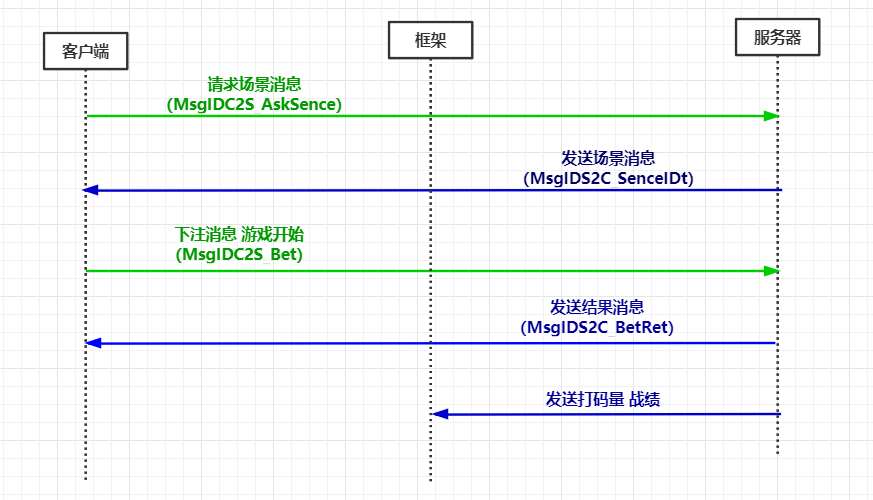 客户端
框架
服务器
请求场景消息
(MsgIDC2S_AskSence)
发送场景消息
(MsgIDS2C_SenceIDt)
下注消息 游戏开始
(MsgIDC2S_Bet)
发送结果消息
(MsgIDS2C_BetRet)
发送打码量 战绩